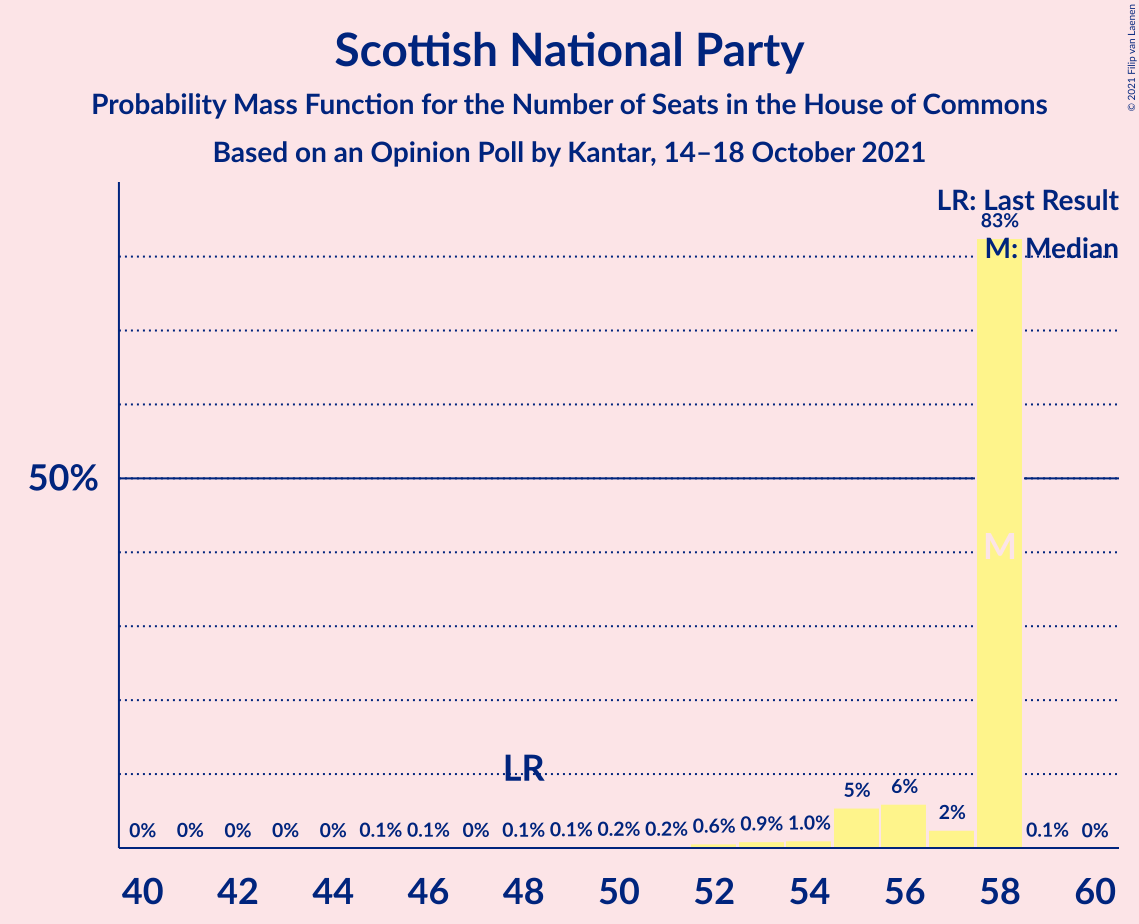 © 2021 Filip van Laenen
Scottish National Party
Probability Mass Function for the Number of Seats in the House of Commons
Based on an Opinion Poll by Kantar, 14–18 October 2021
LR: Last Result
83%
M: Median
50%
M
LR
0% 0% 0% 0% 0% 0.1% 0.1% 0% 0.1% 0.1% 0.2% 0.2% 0.6% 0.9% 1.0% 5% 6% 2% 0.1% 0%
40 42 44 46 48 50 52 54 56 58 60